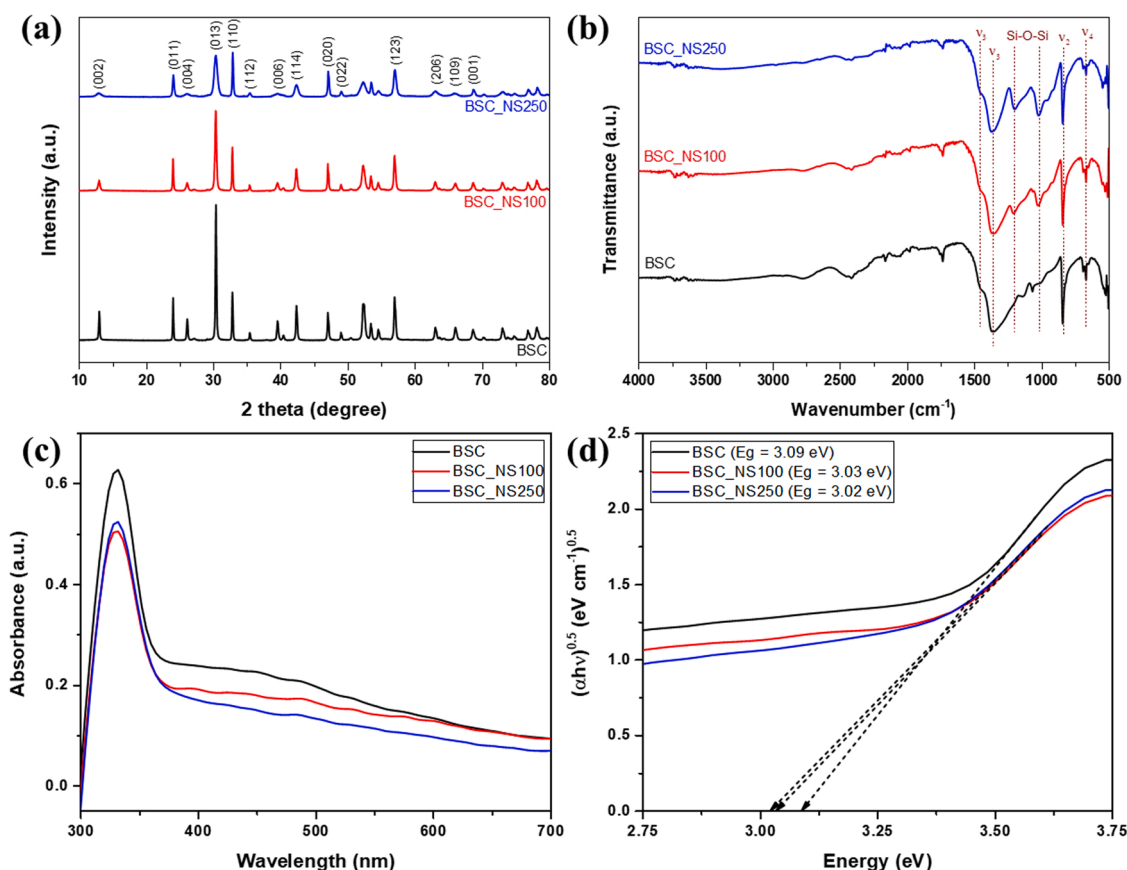 (a)
(002)
(011)
(004)
(013)
(110)
(112)
(006)
(114)
(020)
(022)
(123)
(206)
(109)
(001)
BSC_NS250
BSC_NS100
BSC
Intensity (a.u.)
10 20 30 40 50 60 70 80
2 theta (degree)
(b)
ν5
ν3
Si-O-Si
ν2
ν4
BSC_NS250
BSC_NS100
BSC
Transmittance (a.u.)
4000 3500 3000 2500 2000 1500 1000 500
Wavenumber (cm-1)
(c)
BSC
BSC_NS100
BSC_NS250
0.6
0.4
0.2
0.0
Absorbance (a.u.)
300 400 500 600 700
Wavelength (nm)
(d)
BSC (Eg = 3.09 eV)
BSC_NS100 (Eg = 3.03 eV)
BSC_NS250 (Eg = 3.02 eV)
2.5
2.0
1.5
1.0
0.5
0.0
(αhν)0.5 (eV cm-1)0.5
2.75 3.00 3.25 3.50 3.75
Energy (eV)